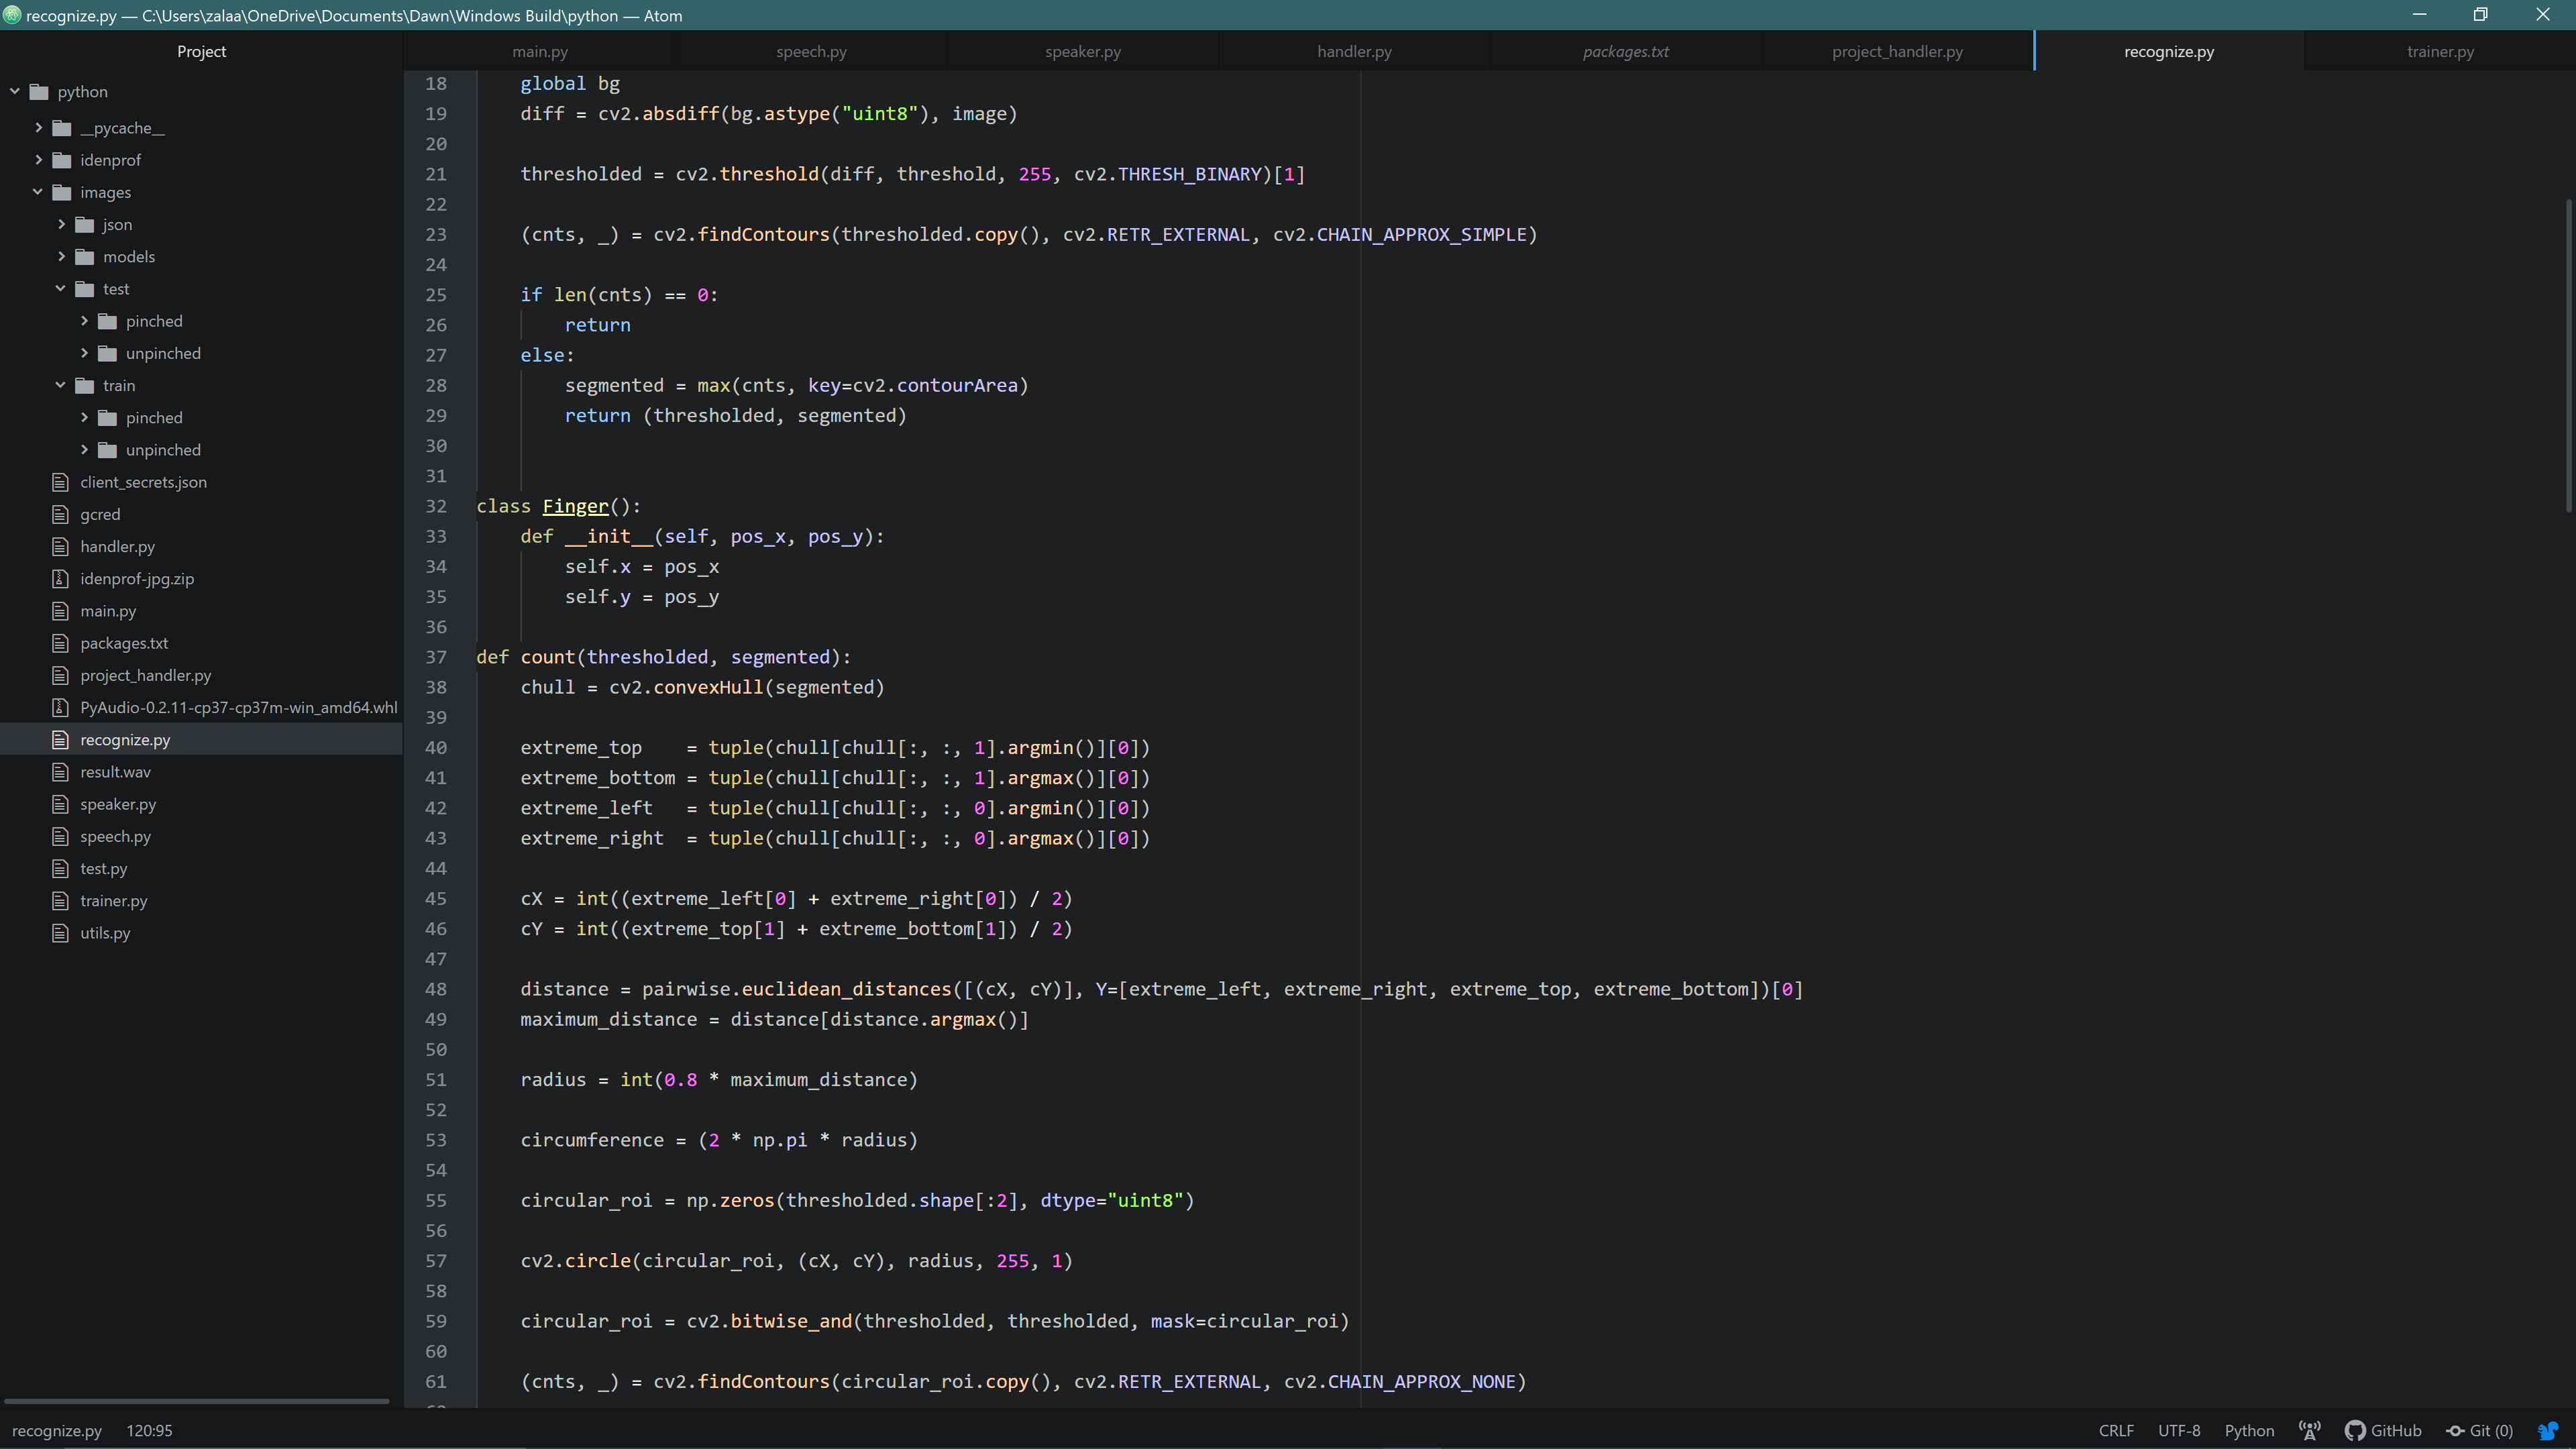 recognize.py — C:\Users\zalaa\OneDrive\Documents\Dawn\Windows Build\python — Atom
Project
main.py
speech.py
speaker.py
handler.py
packages.txt
project_handler.py
recognize.py
trainer.py
python
__pycache__
idenprof
images
json
models
test
pinched
unpinched
train
pinched
unpinched
client_secrets.json
gcred
handler.py
idenprof-jpg.zip
main.py
packages.txt
project_handler.py
PyAudio-0.2.11-cp37-cp37m-win_amd64.whl
recognize.py
result.wav
speaker.py
speech.py
test.py
trainer.py
utils.py
18     global bg
19     diff = cv2.absdiff(bg.astype("uint8"), image)
20
21     thresholded = cv2.threshold(diff, threshold, 255, cv2.THRESH_BINARY)[1]
22
23     (cnts, _) = cv2.findContours(thresholded.copy(), cv2.RETR_EXTERNAL, cv2.CHAIN_APPROX_SIMPLE)
24
25     if len(cnts) == 0:
26         return
27     else:
28         segmented = max(cnts, key=cv2.contourArea)
29         return (thresholded, segmented)
30
31
32 class Finger():
33     def __init__(self, pos_x, pos_y):
34         self.x = pos_x
35         self.y = pos_y
36
37 def count(thresholded, segmented):
38     chull = cv2.convexHull(segmented)
39
40     extreme_top    = tuple(chull[chull[:, :, 1].argmin()][0])
41     extreme_bottom = tuple(chull[chull[:, :, 1].argmax()][0])
42     extreme_left   = tuple(chull[chull[:, :, 0].argmin()][0])
43     extreme_right  = tuple(chull[chull[:, :, 0].argmax()][0])
44
45     cX = int((extreme_left[0] + extreme_right[0]) / 2)
46     cY = int((extreme_top[1] + extreme_bottom[1]) / 2)
47
48     distance = pairwise.euclidean_distances([(cX, cY)], Y=[extreme_left, extreme_right, extreme_top, extreme_bottom])[0]
49     maximum_distance = distance[distance.argmax()]
50
51     radius = int(0.8 * maximum_distance)
52
53     circumference = (2 * np.pi * radius)
54
55     circular_roi = np.zeros(thresholded.shape[:2], dtype="uint8")
56
57     cv2.circle(circular_roi, (cX, cY), radius, 255, 1)
58
59     circular_roi = cv2.bitwise_and(thresholded, thresholded, mask=circular_roi)
60
61     (cnts, _) = cv2.findContours(circular_roi.copy(), cv2.RETR_EXTERNAL, cv2.CHAIN_APPROX_NONE)
recognize.py 120:95
CRLF UTF-8 Python GitHub Git (0)